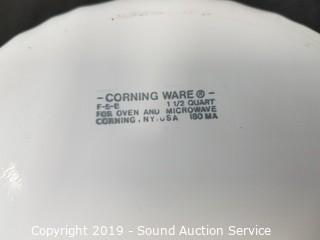 - CORNING WARE ® -
F-5-B 1 1/2 QUART
FOR OVEN AND MICROWAVE
CORNING, NY. USA 180 MA
Copyright 2019 - Sound Auction Service